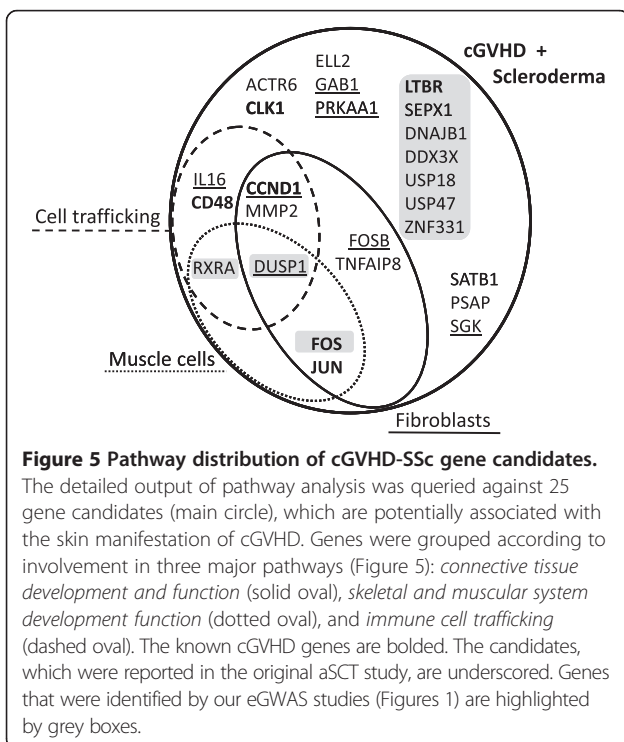 cGVHD +
Scleroderma
ELL2
ACTR6
GAB1
CLK1
PRKAA1
LTBR
SEPX1
DNAJB1
DDX3X
USP18
USP47
ZNF331
IL16
CD48
CCND1
MMP2
Cell trafficking
FOSB
TNFAIP8
RXRA
DUSP1
SATB1
PSAP
SGK
FOS
JUN
Muscle cells
Fibroblasts
Figure 5 Pathway distribution of cGVHD-SSc gene candidates.
The detailed output of pathway analysis was queried against 25
gene candidates (main circle), which are potentially associated with
the skin manifestation of cGVHD. Genes were grouped according to
involvement in three major pathways (Figure 5): connective tissue
development and function (solid oval), skeletal and muscular system
development function (dotted oval), and immune cell trafficking
(dashed oval). The known cGVHD genes are bolded. The candidates,
which were reported in the original aSCT study, are underscored. Genes
that were identified by our eGWAS studies (Figures 1) are highlighted
by grey boxes.